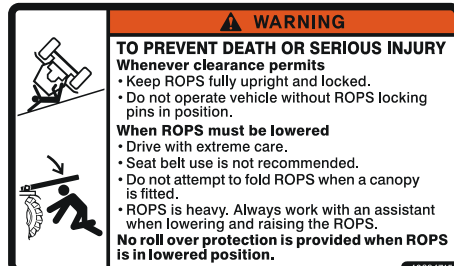 WARNING
TO PREVENT DEATH OR SERIOUS INJURY
Whenever clearance permits
• Keep ROPS fully upright and locked.
• Do not operate vehicle without ROPS locking
pins in position.
When ROPS must be lowered
• Drive with extreme care.
• Seat belt use is not recommended.
• Do not attempt to fold ROPS when a canopy
is fitted.
• ROPS is heavy. Always work with an assistant
when lowering and raising the ROPS.
No roll over protection is provided when ROPS
is in lowered position.